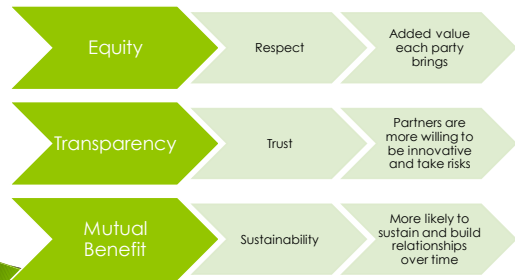 Equity
Respect
Added value
each party
brings
Transparency
Trust
Partners are
more willing to
be innovative
and take risks
Mutual
Benefit
Sustainability
More likely to
sustain and build
relationships
over time